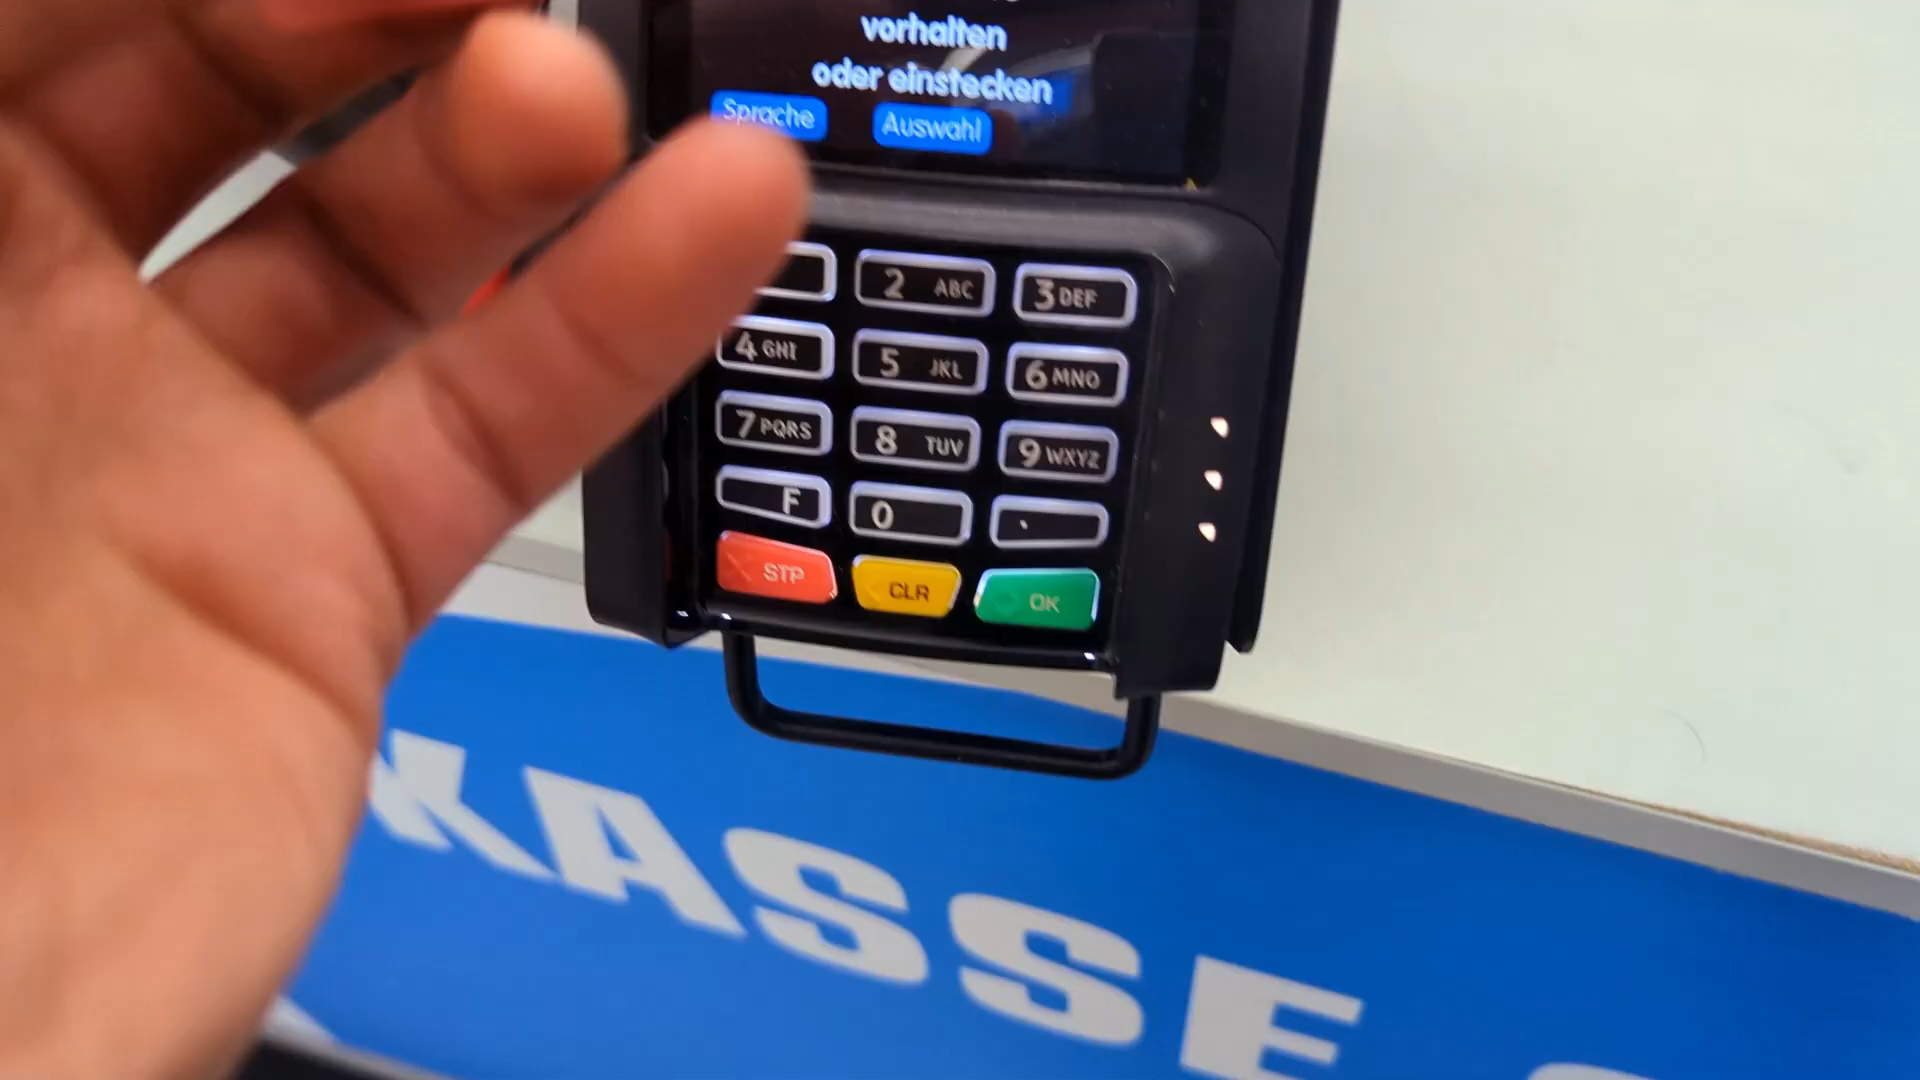 vorhalten
oder einstecken
Sprache Auswahl
2 ABC 3 DEF
4 GHI 5 JKL 6 MNO
7 PQRS 8 TUV 9 WXYZ
F 0 .
STP CLR OK
KASSE